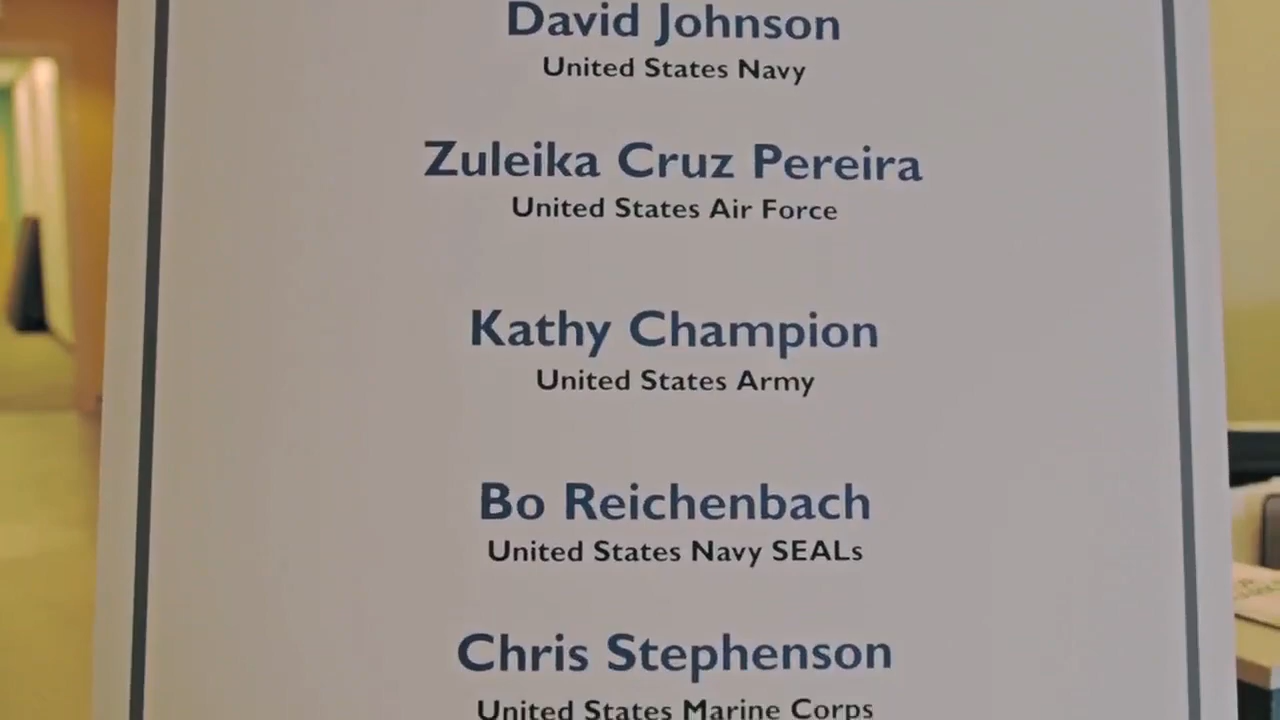 David Johnson
United States Navy
Zuleika Cruz Pereira
United States Air Force
Kathy Champion
United States Army
Bo Reichenbach
United States Navy SEALs
Chris Stephenson
United States Marine Corps